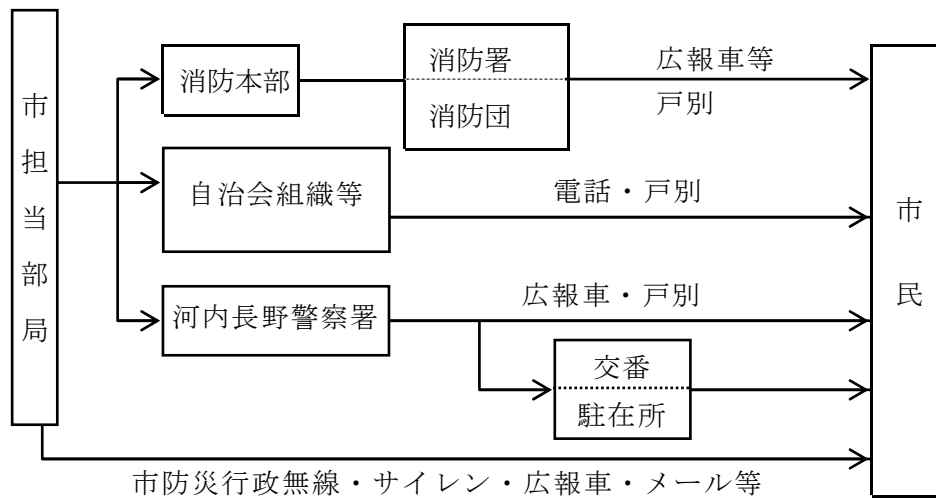 市担当部局
消防本部
消防署
消防団
広報車等
戸別
自治会組織等
電話・戸別
河内長野警察署
広報車・戸別
交番
駐在所
市防災行政無線・サイレン・広報車・メール等
市民